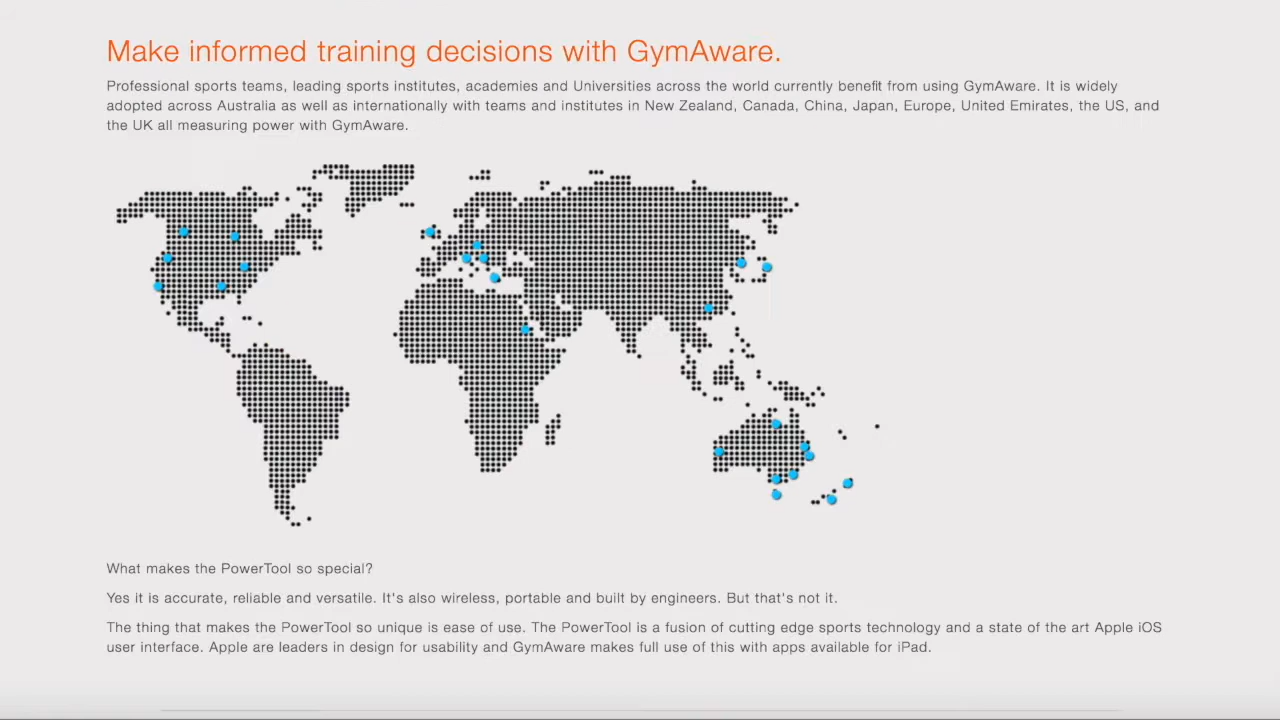 Make informed training decisions with GymAware.
Professional sports teams, leading sports institutes, academies and Universities across the world currently benefit from using GymAware. It is widely
adopted across Australia as well as internationally with teams and institutes in New Zealand, Canada, China, Japan, Europe, United Emirates, the US, and
the UK all measuring power with GymAware.
What makes the PowerTool so special?
Yes it is accurate, reliable and versatile. It's also wireless, portable and built by engineers. But that's not it.
The thing that makes the PowerTool so unique is ease of use. The PowerTool is a fusion of cutting edge sports technology and a state of the art Apple iOS
user interface. Apple are leaders in design for usability and GymAware makes full use of this with apps available for iPad.